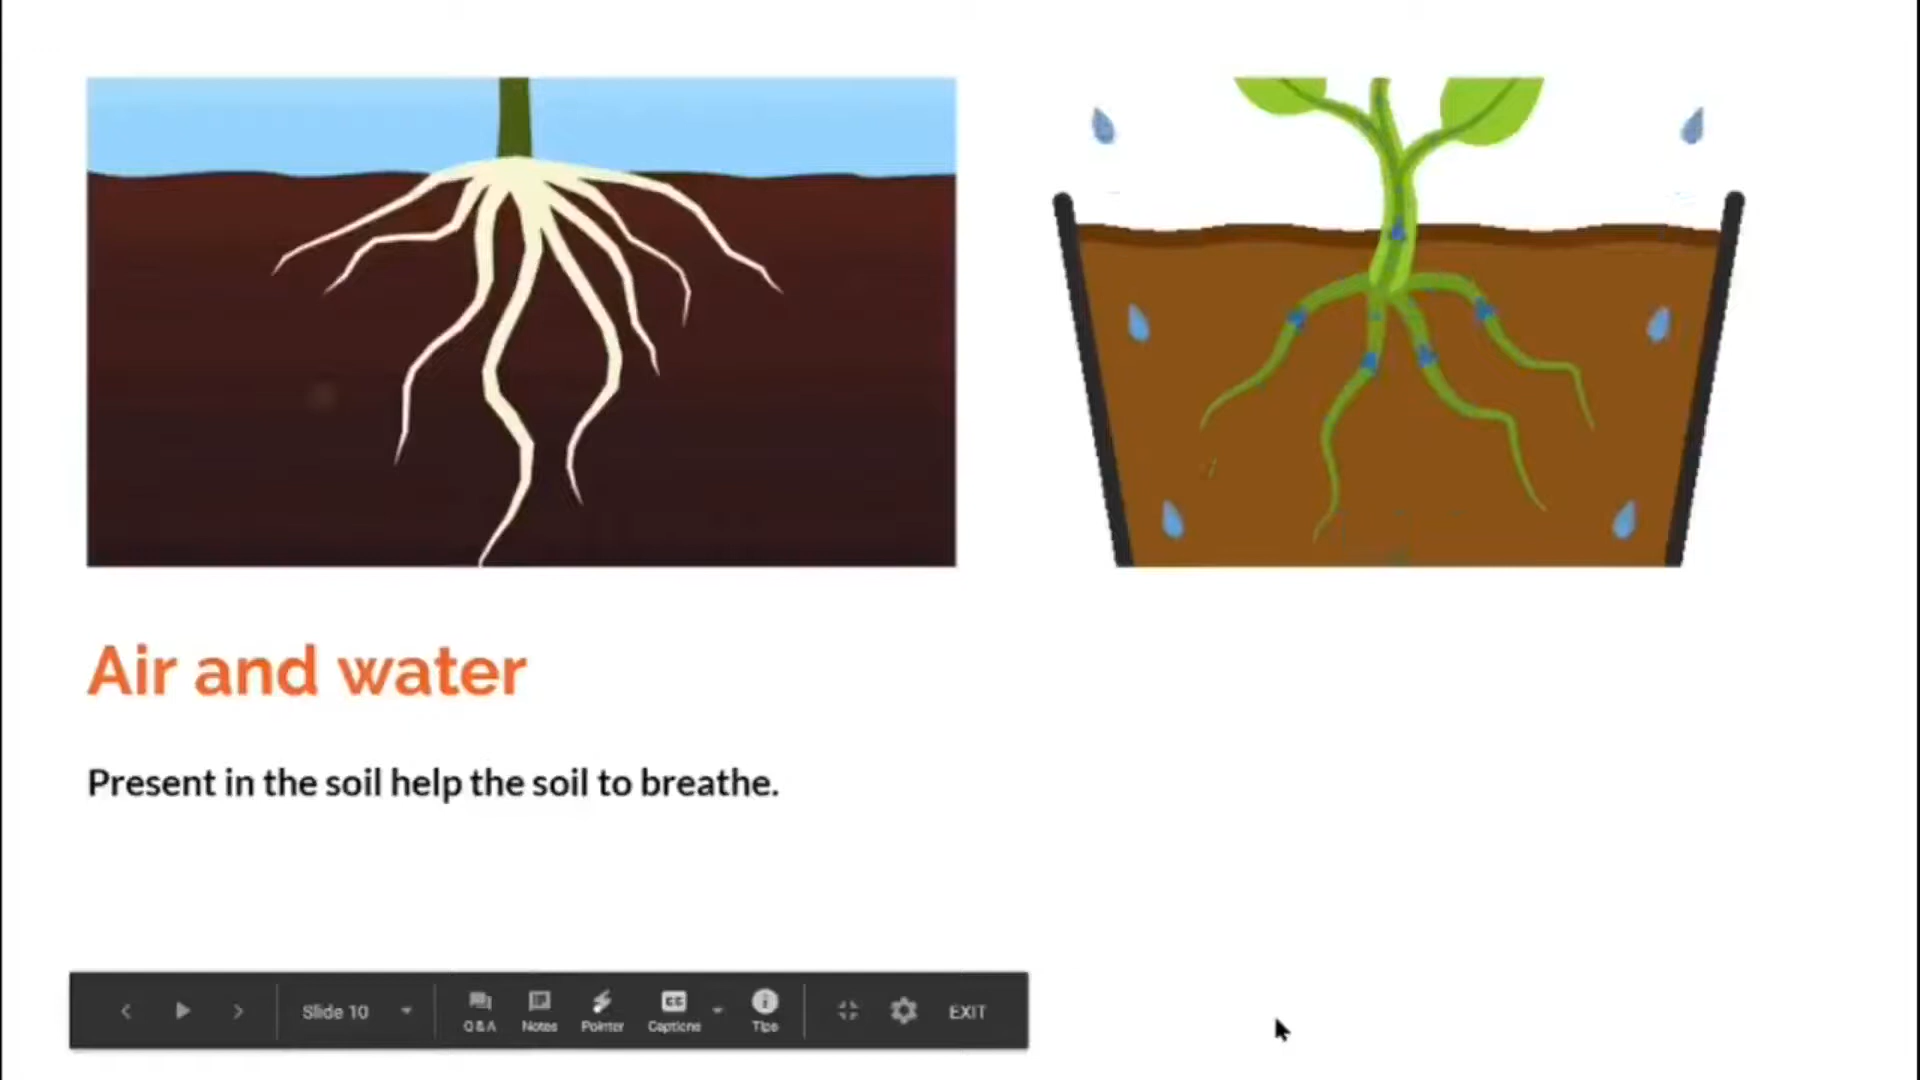 Air and water
Present in the soil help the soil to breathe.
Slide 10
Q&A Notes Pointer Captions Tips EXIT